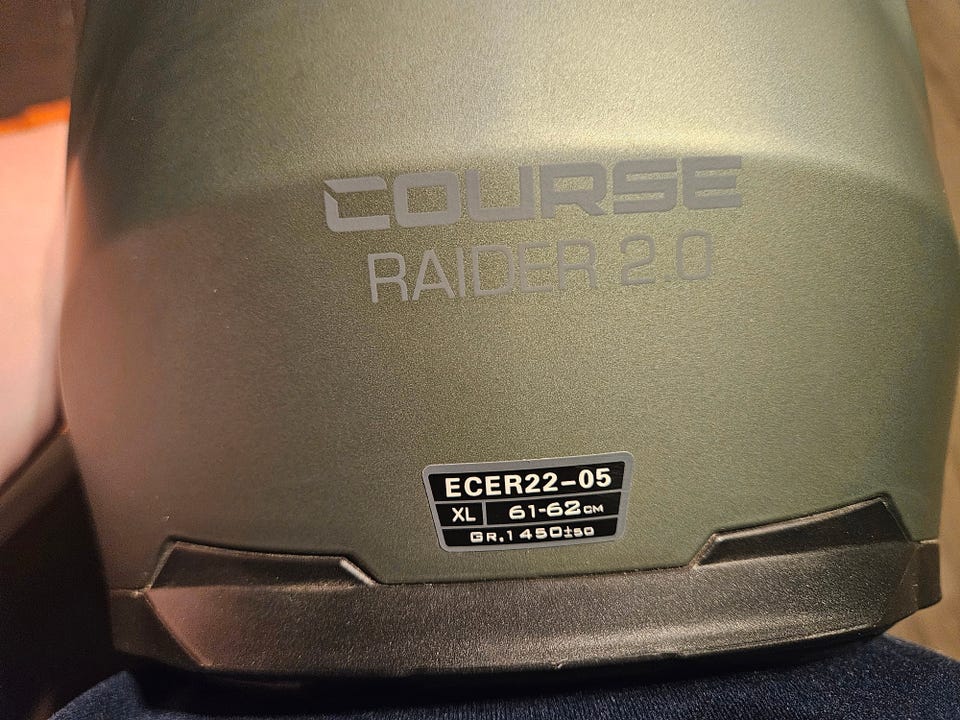 COURSE
RAIDER 2.0
ECER22-05
XL 61-62CM
GR.1450±50